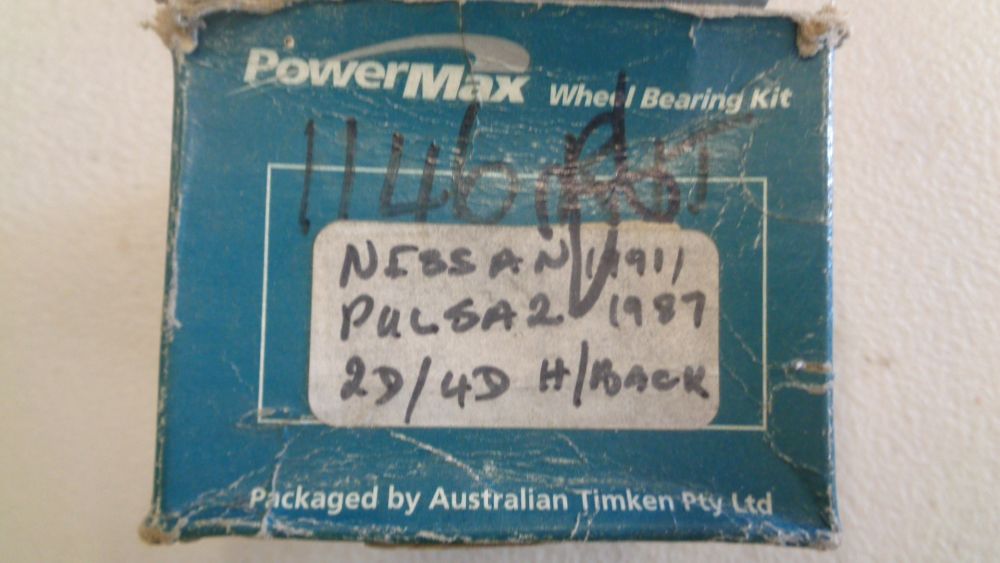 PowerMax Wheel Bearing Kit
1146
NISSAN
PULSAR 1987
2D/4D H/BACK
Packaged by Australian Timken Pty Ltd